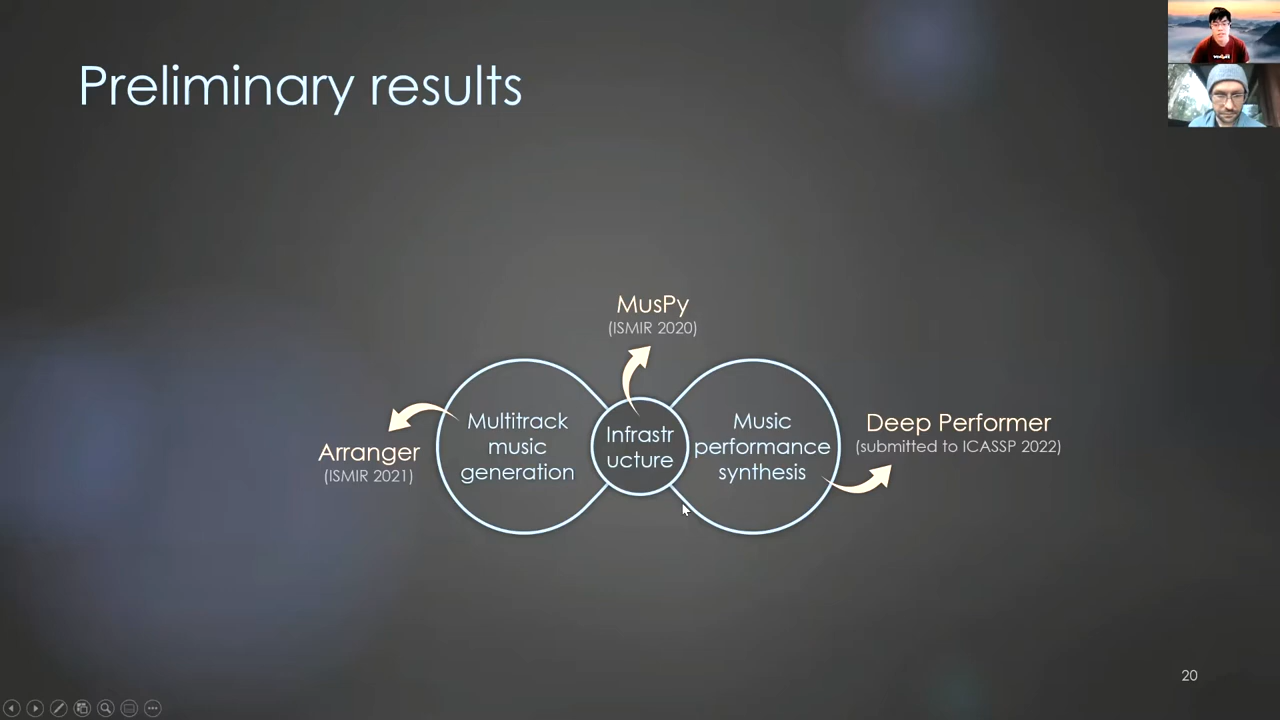 Preliminary results
MusPy
(ISMIR 2020)
Arranger
(ISMIR 2021)
Multitrack
music
generation
Infrastr
ucture
Music
performance
synthesis
Deep Performer
(submitted to ICASSP 2022)
20